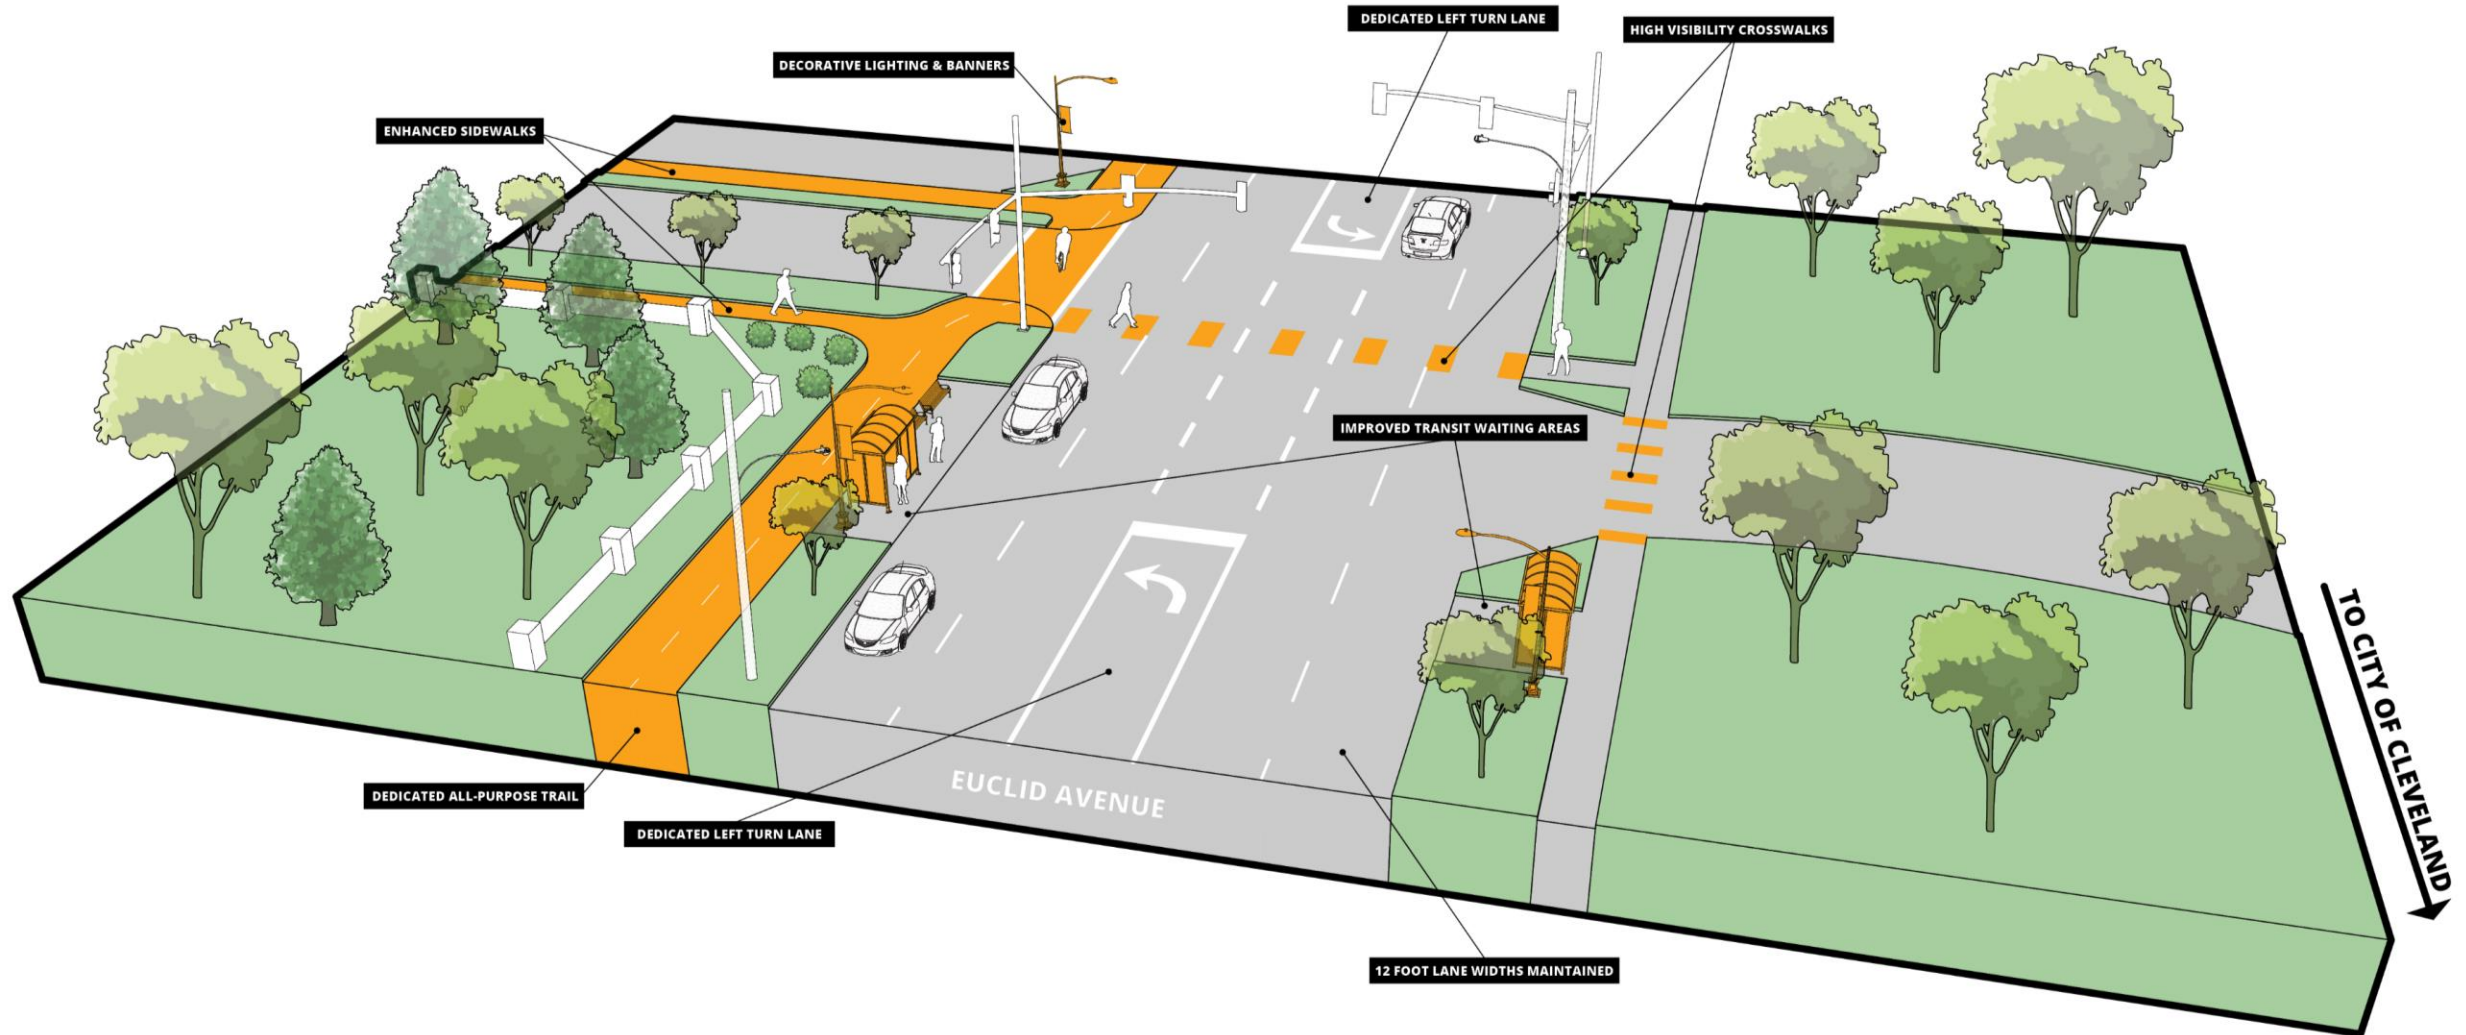 DEDICATED LEFT TURN LANE
HIGH VISIBILITY CROSSWALKS
DECORATIVE LIGHTING & BANNERS
ENHANCED SIDEWALKS
IMPROVED TRANSIT WAITING AREAS
TO CITY OF CLEVELAND
EUCLID AVENUE
DEDICATED ALL-PURPOSE TRAIL
DEDICATED LEFT TURN LANE
12 FOOT LANE WIDTHS MAINTAINED